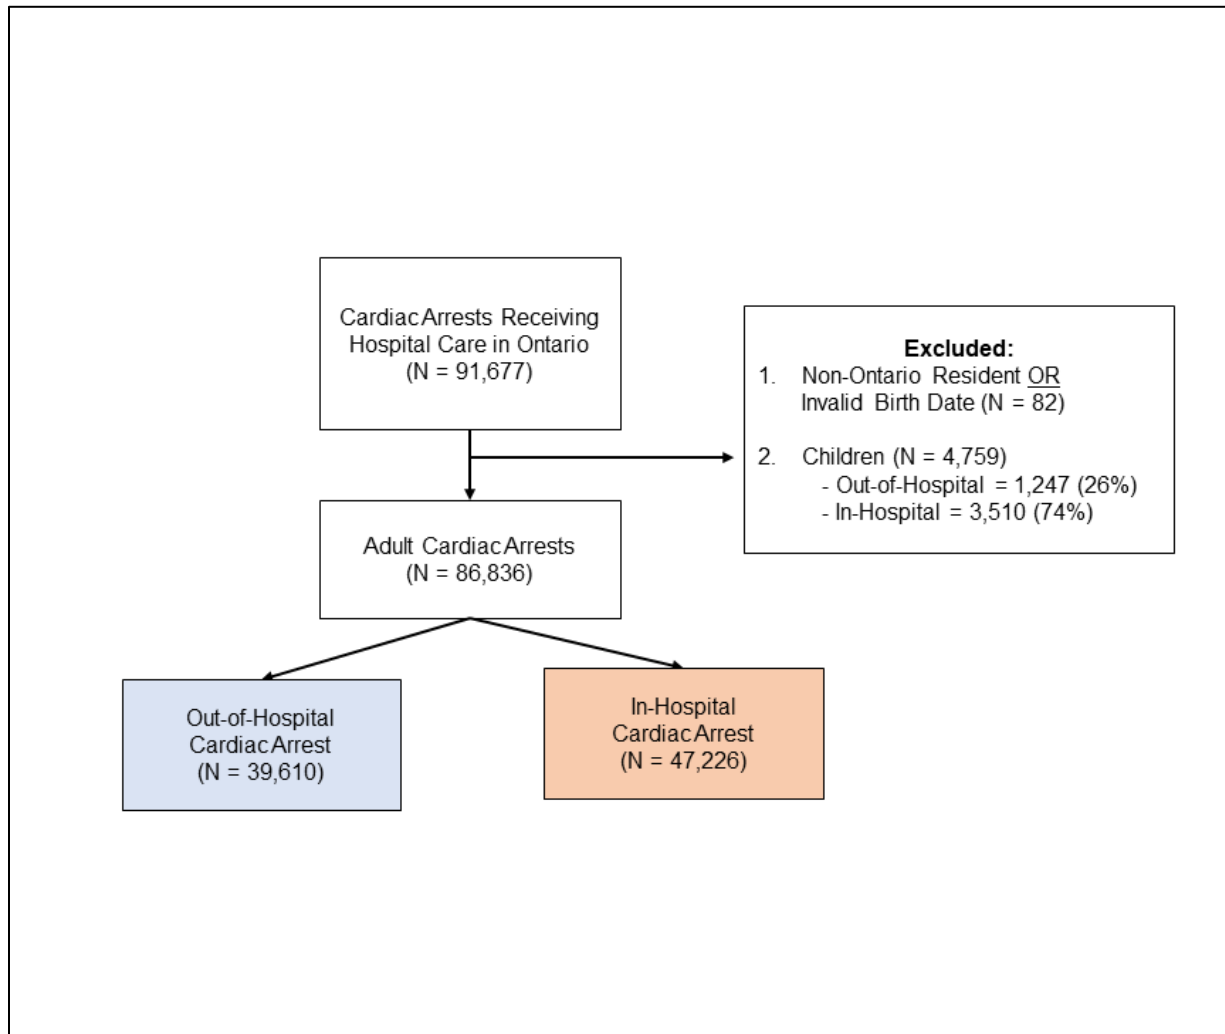 Cardiac Arrests Receiving
Hospital Care in Ontario
(N = 91,677)
Excluded:
1. Non-Ontario Resident OR
Invalid Birth Date (N = 82)
2. Children (N = 4,759)
- Out-of-Hospital = 1,247 (26%)
- In-Hospital = 3,510 (74%)
Adult Cardiac Arrests
(N = 86,836)
Out-of-Hospital
Cardiac Arrest
(N = 39,610)
In-Hospital
Cardiac Arrest
(N = 47,226)